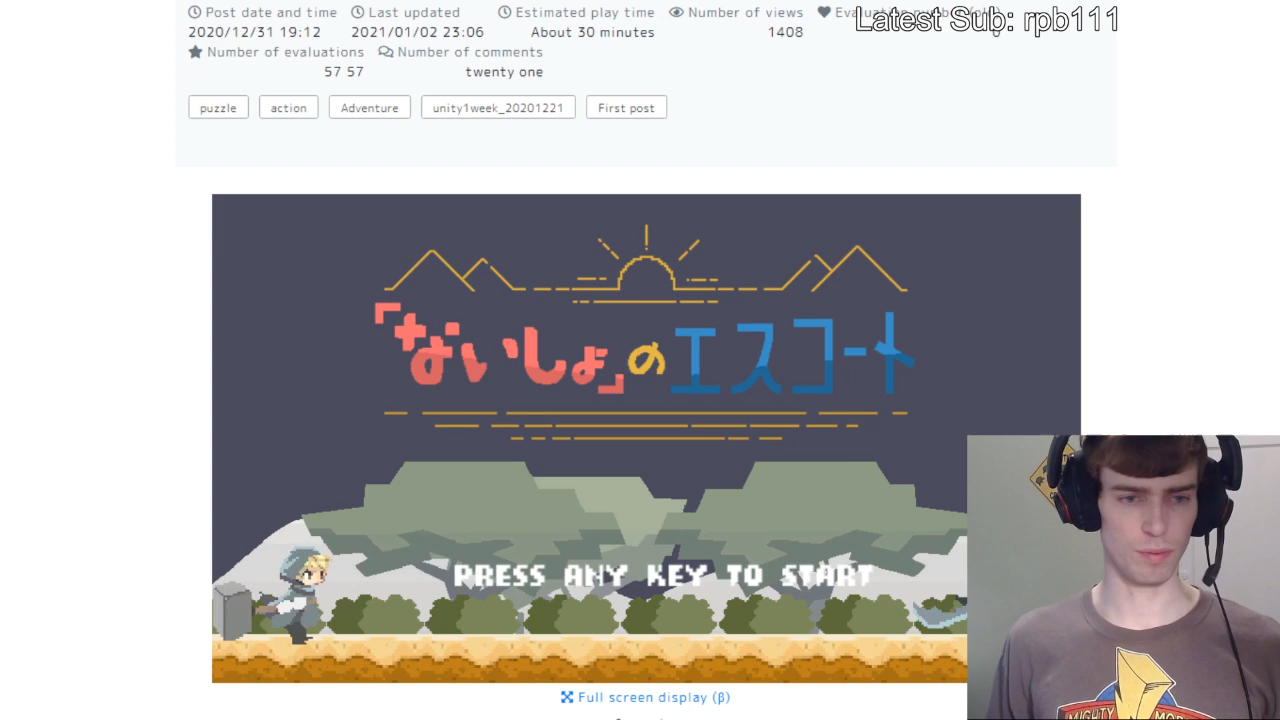 Post date and time Last updated Estimated play time Number of views
Latest Sub: rpb111
2020/12/31 19:12 2021/01/02 23:06 About 30 minutes 1408
Number of evaluations Number of comments
57 57 twenty one
puzzle action Adventure unity1week_20201221 First post
「ないしょ」のエスコート
PRESS ANY KEY TO START
Full screen display (β)
MIGHTY MOR